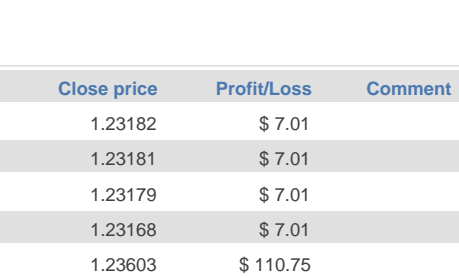 Close price Profit/Loss Comment
1.23182 $ 7.01
1.23181 $ 7.01
1.23179 $ 7.01
1.23168 $ 7.01
1.23603 $ 110.75